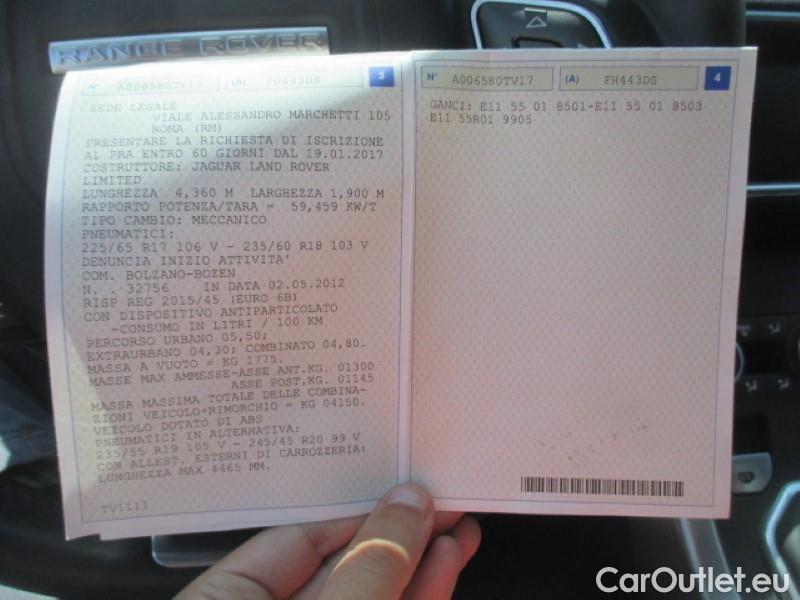 RANGE ROVER
N° A006580TV17 (A) FH443DS 3
SEDE LEGALE
VIALE ALESSANDRO MARCHETTI 105
ROMA (RM)
PRESENTARE LA RICHIESTA DI ISCRIZIONE
AL PRA ENTRO 60 GIORNI DAL 19.01.2017
COSTRUTTORE: JAGUAR LAND ROVER
LIMITED
LUNGHEZZA 4,360 M LARGHEZZA 1,900 M
RAPPORTO POTENZA/TARA = 59,459 KW/T
TIPO CAMBIO: MECCANICO
PNEUMATICI:
225/65 R17 106 V - 235/60 R18 103 V
DENUNCIA INIZIO ATTIVITA'
COM. BOLZANO-BOZEN
N. . 32756 IN DATA 02.05.2012
RISP REG 2015/45 (EURO 6B)
CON DISPOSITIVO ANTIPARTICOLATO
-CONSUMO IN LITRI / 100 KM
PERCORSO URBANO 05,50;
EXTRAURBANO 04,30; COMBINATO 04,80.
MASSA A VUOTO = KG 1775.
MASSE MAX AMMESSE-ASSE ANT.KG. 01300
ASSE POST.KG. 01145
MASSA MASSIMA TOTALE DELLE COMBINA-
ZIONI VEICOLO+RIMORCHIO = KG 04150.
VEICOLO DOTATO DI ABS
PNEUMATICI IN ALTERNATIVA:
235/55 R19 105 V - 245/45 R20 99 V
CON ALLEST. ESTERNI DI CARROZZERIA:
LUNGHEZZA MAX 4465 MM.
TV1111
N° A006580TV17 (A) FH443DS 4
GANCI: E11 55 01 8501-E11 55 01 8503
E11 55R01 9905
CarOutlet.eu